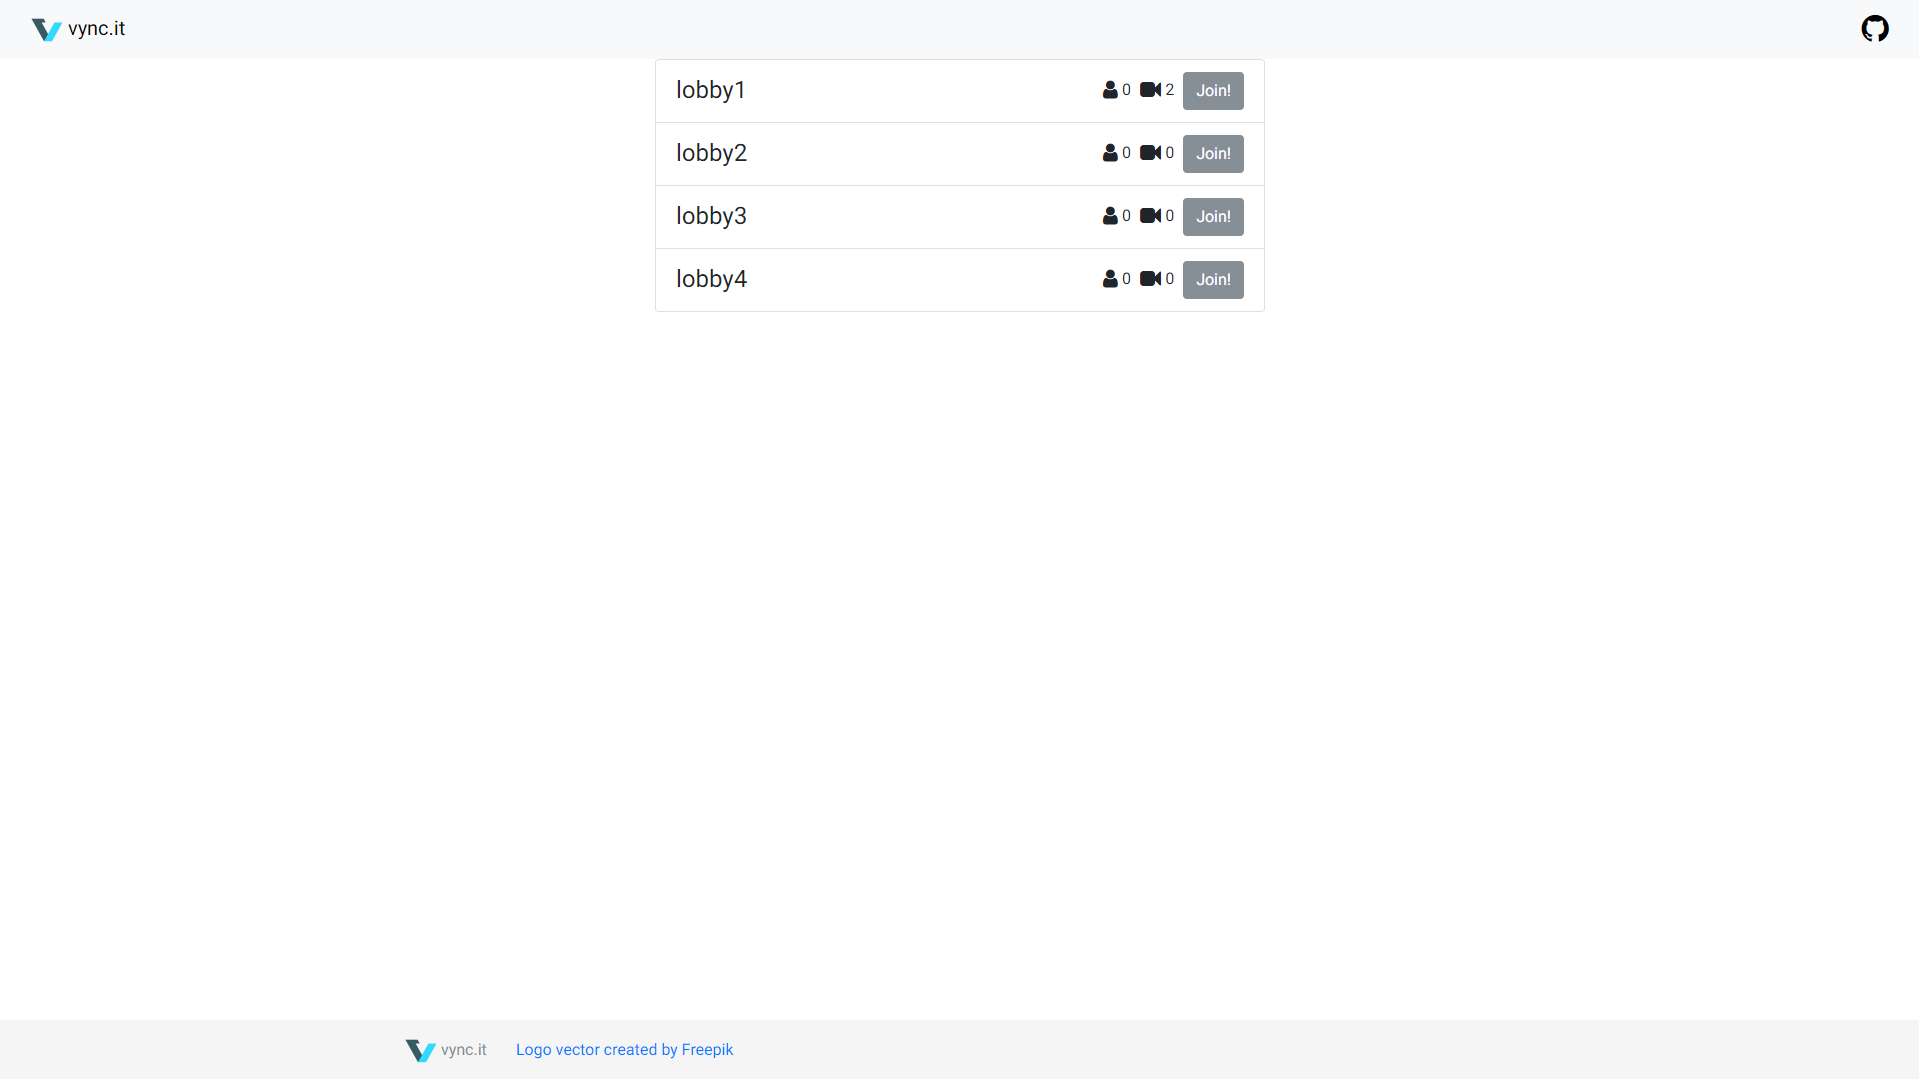 vync.it
lobby1 0 2 Join!
lobby2 0 0 Join!
lobby3 0 0 Join!
lobby4 0 0 Join!
vync.it Logo vector created by Freepik